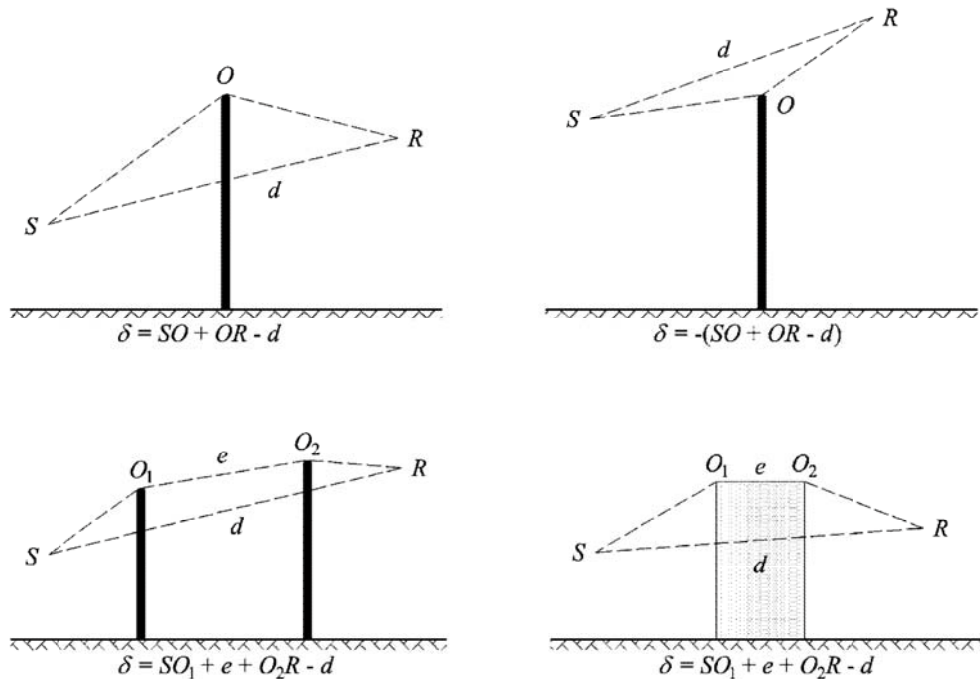 O
S
R
d
δ = SO + OR - d
R
d
S
O
δ = -(SO + OR - d)
O₁
e
O₂
R
d
S
δ = SO₁ + e + O₂R - d
O₁
e
O₂
S
R
d
δ = SO₁ + e + O₂R - d